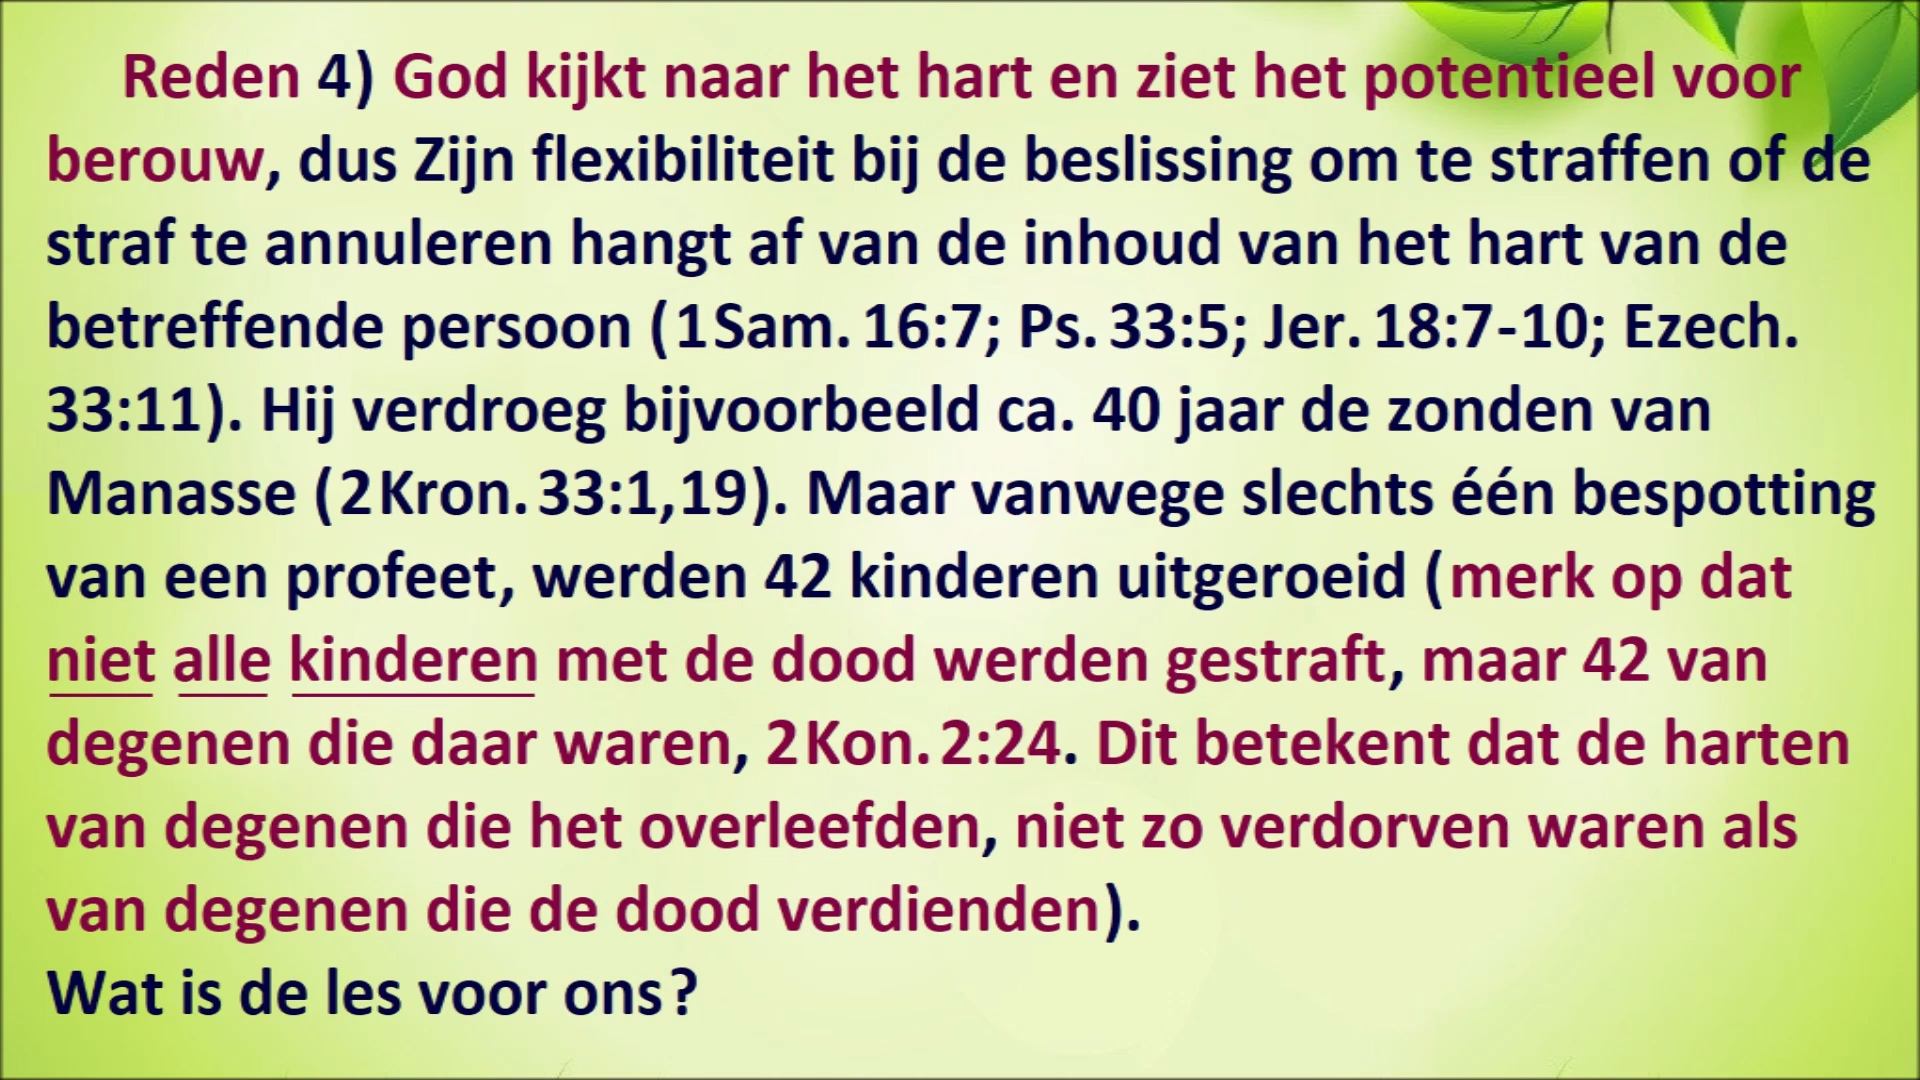 Reden 4) God kijkt naar het hart en ziet het potentieel voor
berouw, dus Zijn flexibiliteit bij de beslissing om te straffen of de
straf te annuleren hangt af van de inhoud van het hart van de
betreffende persoon (1Sam. 16:7; Ps. 33:5; Jer. 18:7-10; Ezech.
33:11). Hij verdroeg bijvoorbeeld ca. 40 jaar de zonden van
Manasse (2Kron. 33:1,19). Maar vanwege slechts één bespotting
van een profeet, werden 42 kinderen uitgeroeid (merk op dat
niet alle kinderen met de dood werden gestraft, maar 42 van
degenen die daar waren, 2Kon. 2:24. Dit betekent dat de harten
van degenen die het overleefden, niet zo verdorven waren als
van degenen die de dood verdienden).
Wat is de les voor ons?